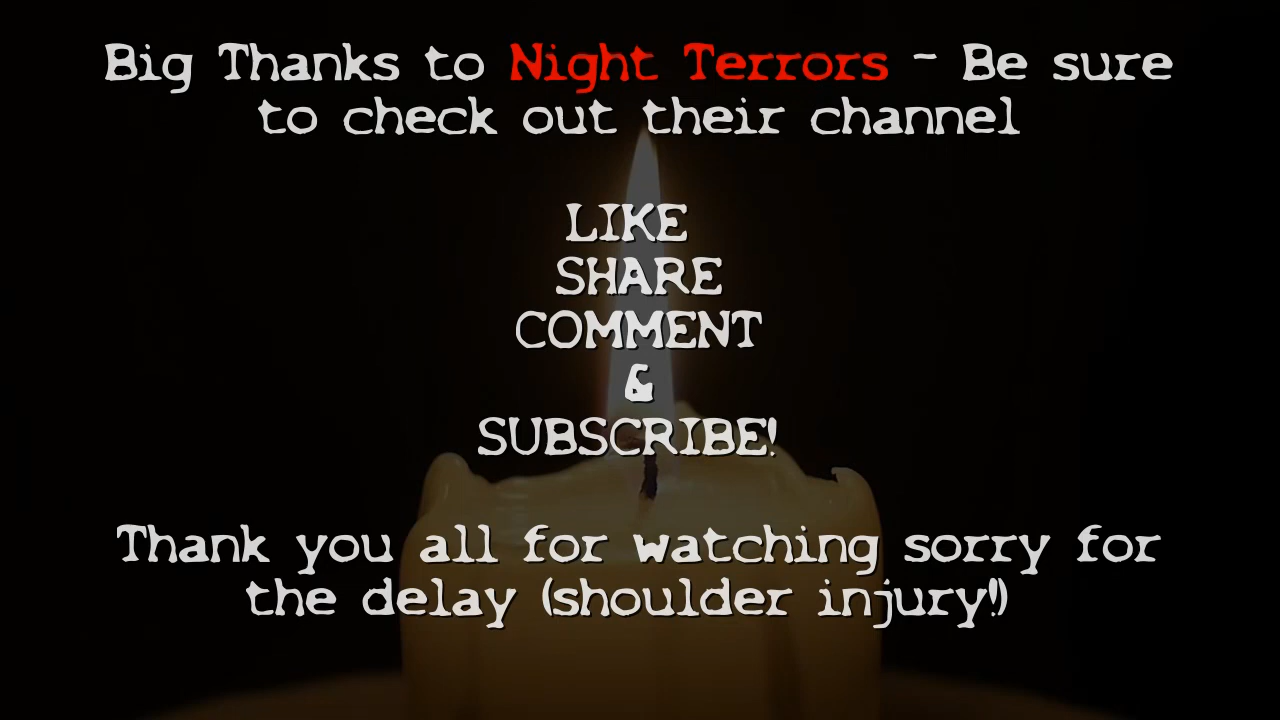 Big Thanks to Night Terrors - Be sure
to check out their channel
LIKE
SHARE
COMMENT
&
SUBSCRIBE!
Thank you all for watching sorry for
the delay (shoulder injury!)